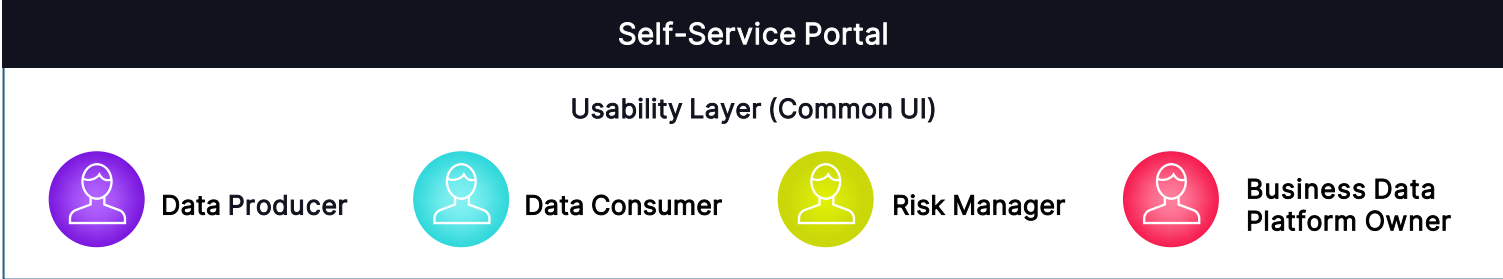 Self-Service Portal
Usability Layer (Common UI)
Data Producer
Data Consumer
Risk Manager
Business Data
Platform Owner